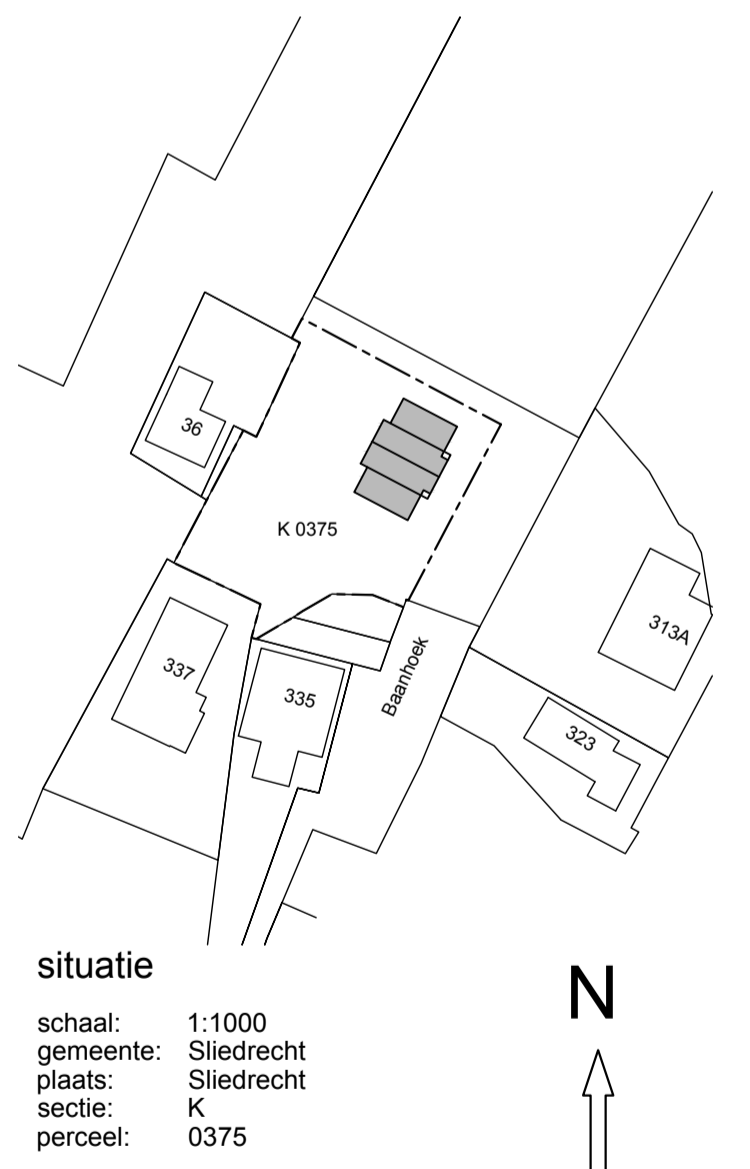 36
K 0375
313A
337
335
Baanhoek
323
situatie
N
schaal: 1:1000
gemeente: Sliedrecht
plaats: Sliedrecht
sectie: K
perceel: 0375